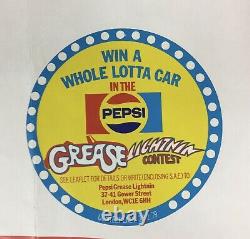 WIN A
WHOLE LOTTA CAR
IN THE
PEPSI
GREASE LIGHTNIN
CONTEST
SEE LEAFLET FOR DETAILS OR WRITE (ENCLOSING S.A.E.) TO
Pepsi Grease Lightnin
37-41 Gower Street
London, WC1E 6HH